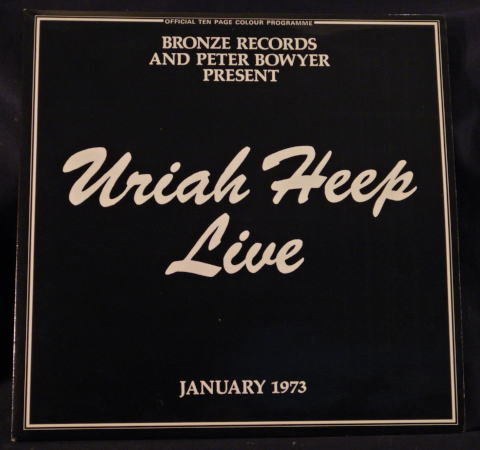 OFFICIAL TEN PAGE COLOUR PROGRAMME
BRONZE RECORDS
AND PETER BOWYER
PRESENT
Uriah Heep
Live
JANUARY 1973